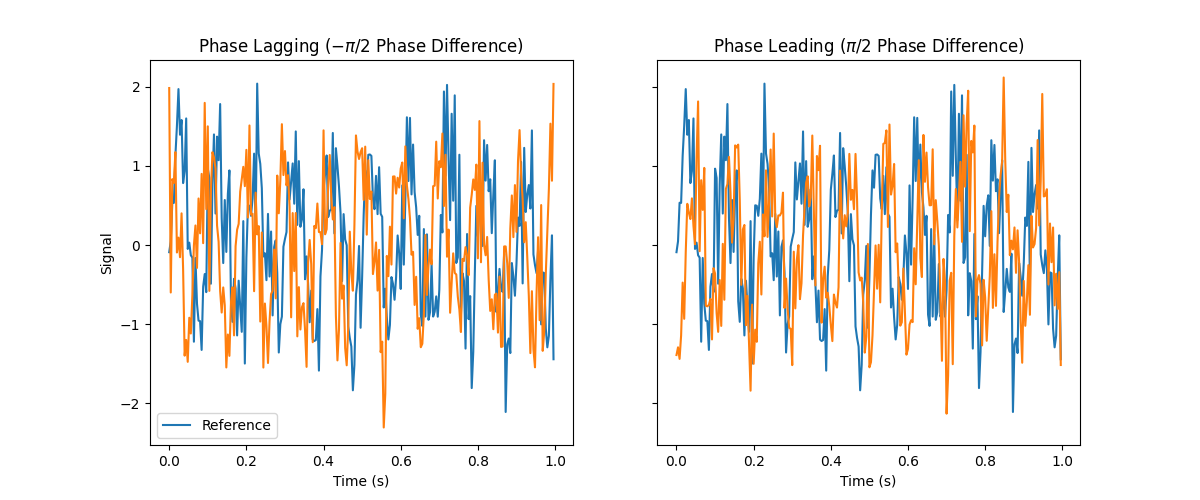 Phase Lagging (−π/2 Phase Difference)
Phase Leading (π/2 Phase Difference)
Signal
2
1
0
−1
−2
Reference
0.0 0.2 0.4 0.6 0.8 1.0
0.0 0.2 0.4 0.6 0.8 1.0
Time (s)
Time (s)